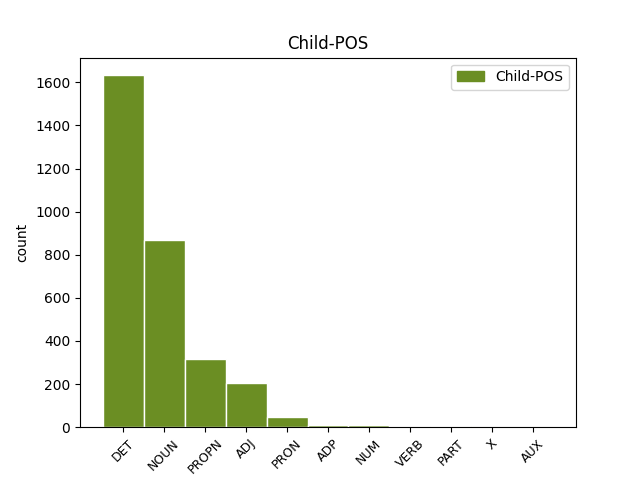 Child-POS
Child-POS
count
1600
1400
1200
1000
800
600
400
200
0
DET NOUN PROPN ADJ PRON ADP NUM VERB PART X AUX